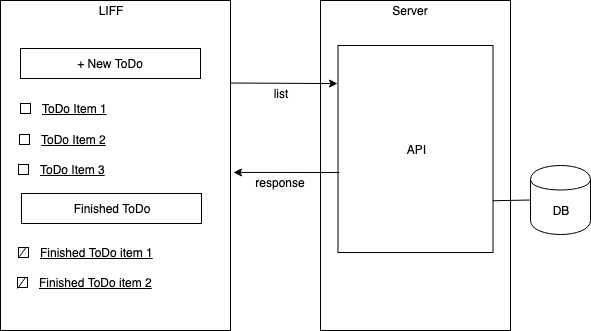 LIFF
+ New ToDo
ToDo Item 1
ToDo Item 2
ToDo Item 3
Finished ToDo
Finished ToDo item 1
Finished ToDo item 2
list
response
Server
API
DB